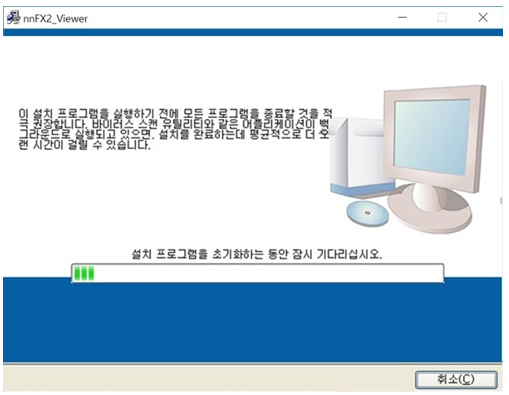 nnFX2_Viewer
이 설치 프로그램을 실행하기 전에 모든 프로그램을 종료할 것을 적
극 권장합니다. 바이러스 스캔 유틸리티와 같은 어플리케이션이 백
그라운드로 실행되고 있으면, 설치를 완료하는데 평균적으로 더 오
랜 시간이 걸릴 수 있습니다.
설치 프로그램을 초기화하는 동안 잠시 기다리십시오.
취소(C)